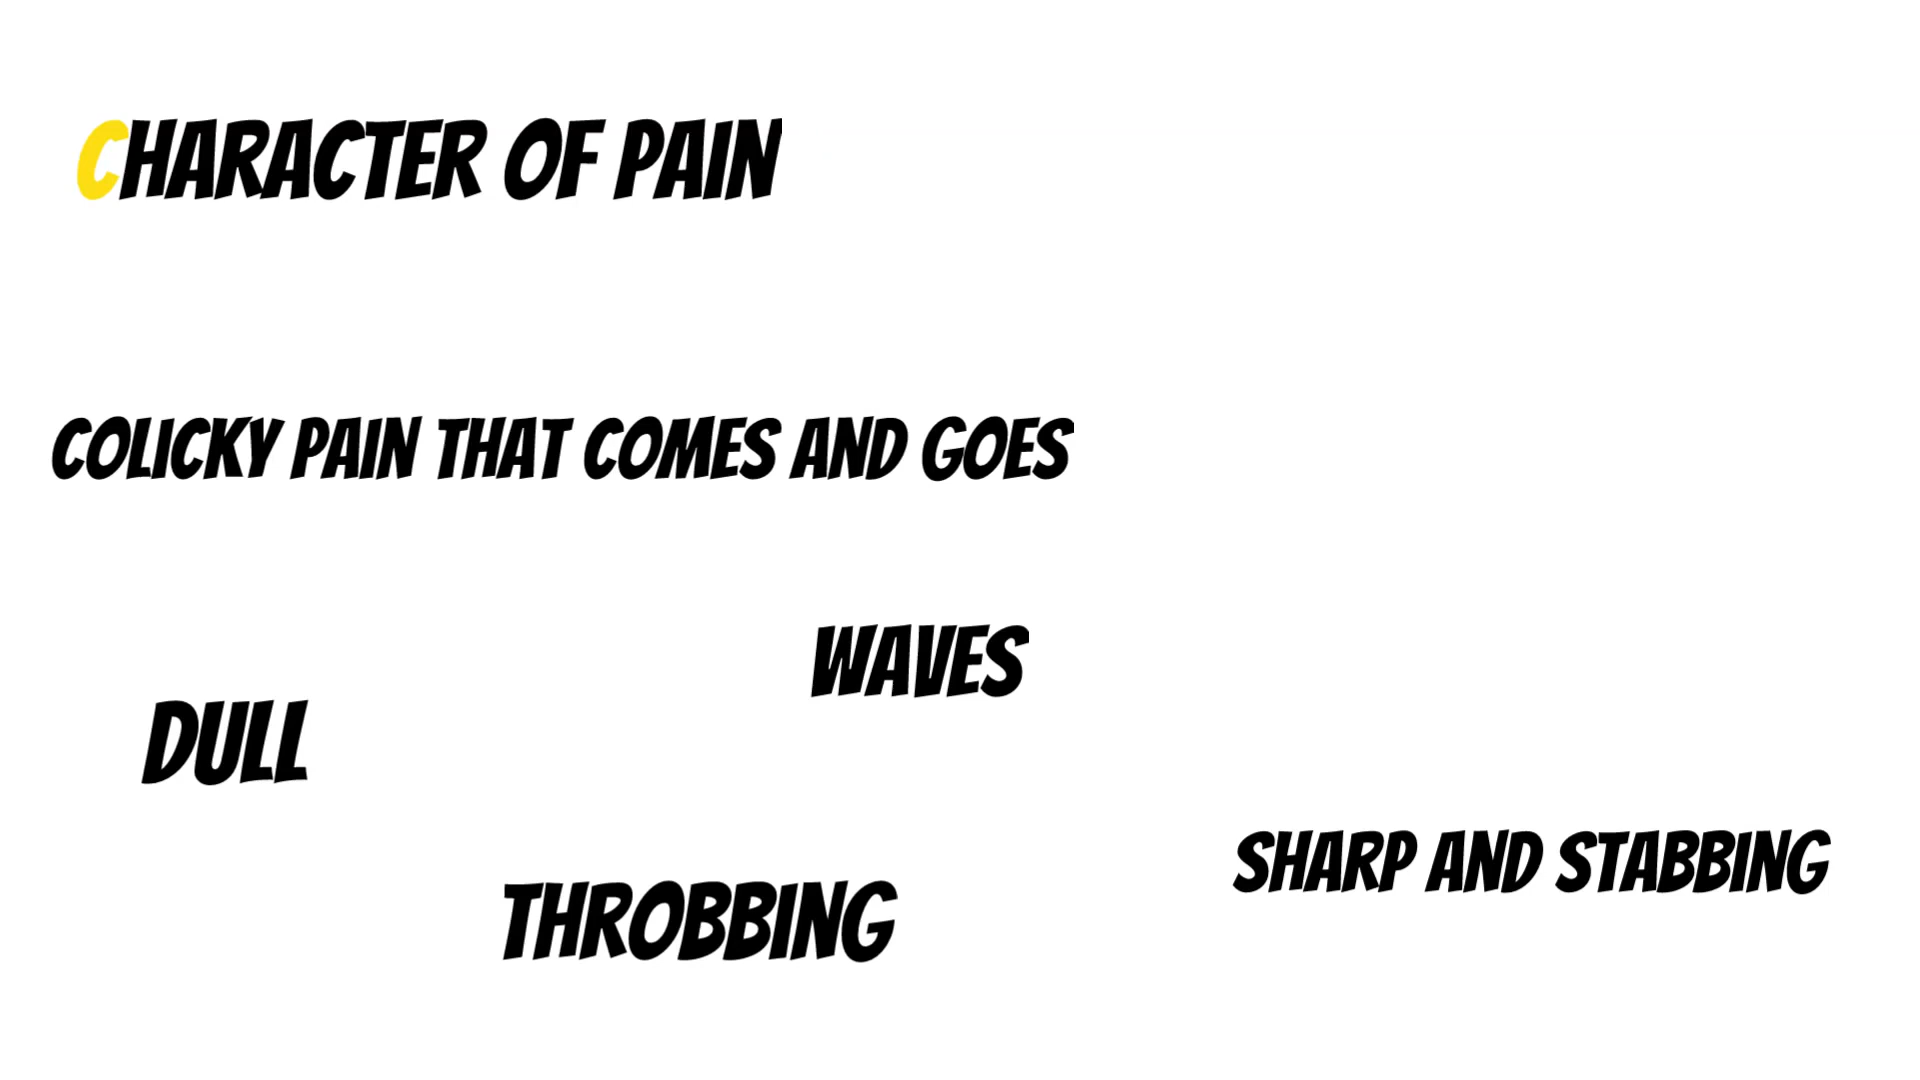 CHARACTER OF PAIN
COLICKY PAIN THAT COMES AND GOES
WAVES
DULL
SHARP AND STABBING
THROBBING